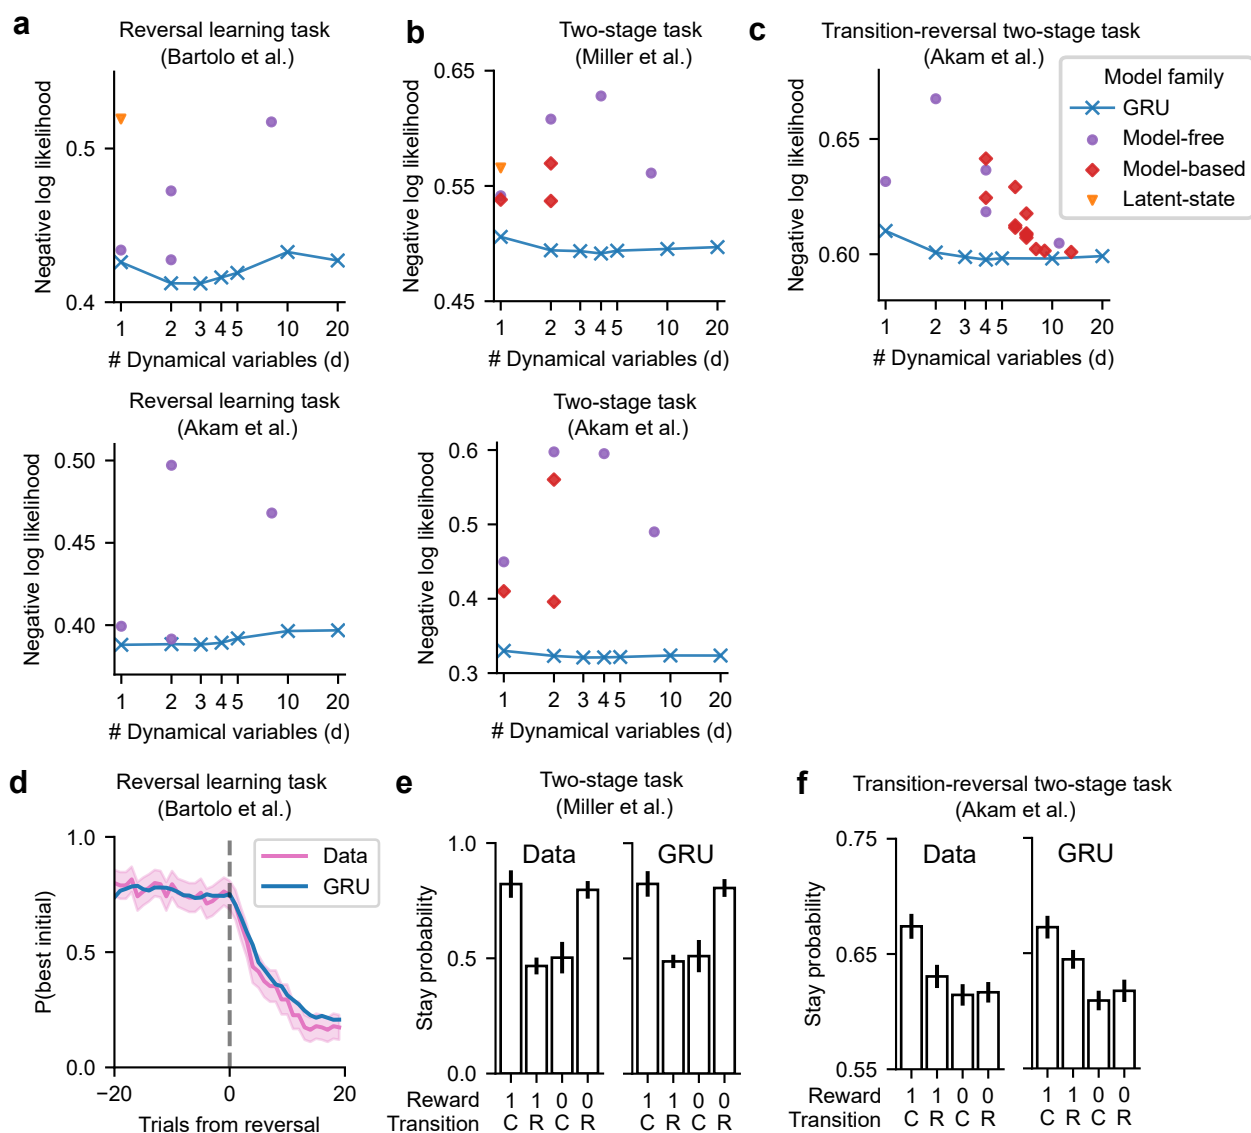 a
Reversal learning task
(Bartolo et al.)
Negative log likelihood
0.5
0.4
1 2 3 4 5 10 20
# Dynamical variables (d)
b
Two-stage task
(Miller et al.)
Negative log likelihood
0.65
0.55
0.45
1 2 3 4 5 10 20
# Dynamical variables (d)
c
Transition-reversal two-stage task
(Akam et al.)
Negative log likelihood
0.65
0.60
1 2 3 4 5 10 20
# Dynamical variables (d)
Model family
GRU
Model-free
Model-based
Latent-state
Reversal learning task
(Akam et al.)
Negative log likelihood
0.50
0.45
0.40
1 2 3 4 5 10 20
# Dynamical variables (d)
Two-stage task
(Akam et al.)
Negative log likelihood
0.6
0.5
0.4
0.3
1 2 3 4 5 10 20
# Dynamical variables (d)
d
Reversal learning task
(Bartolo et al.)
P(best initial)
1.0
0.5
0.0
Data
GRU
−20 0 20
Trials from reversal
e
Two-stage task
(Miller et al.)
Stay probability
1.0
0.5
0.0
Data
GRU
Reward 1 1 0 0 1 1 0 0
Transition C R C R C R C R
f
Transition-reversal two-stage task
(Akam et al.)
Stay probability
0.75
0.65
0.55
Data
GRU
Reward 1 1 0 0 1 1 0 0
Transition C R C R C R C R